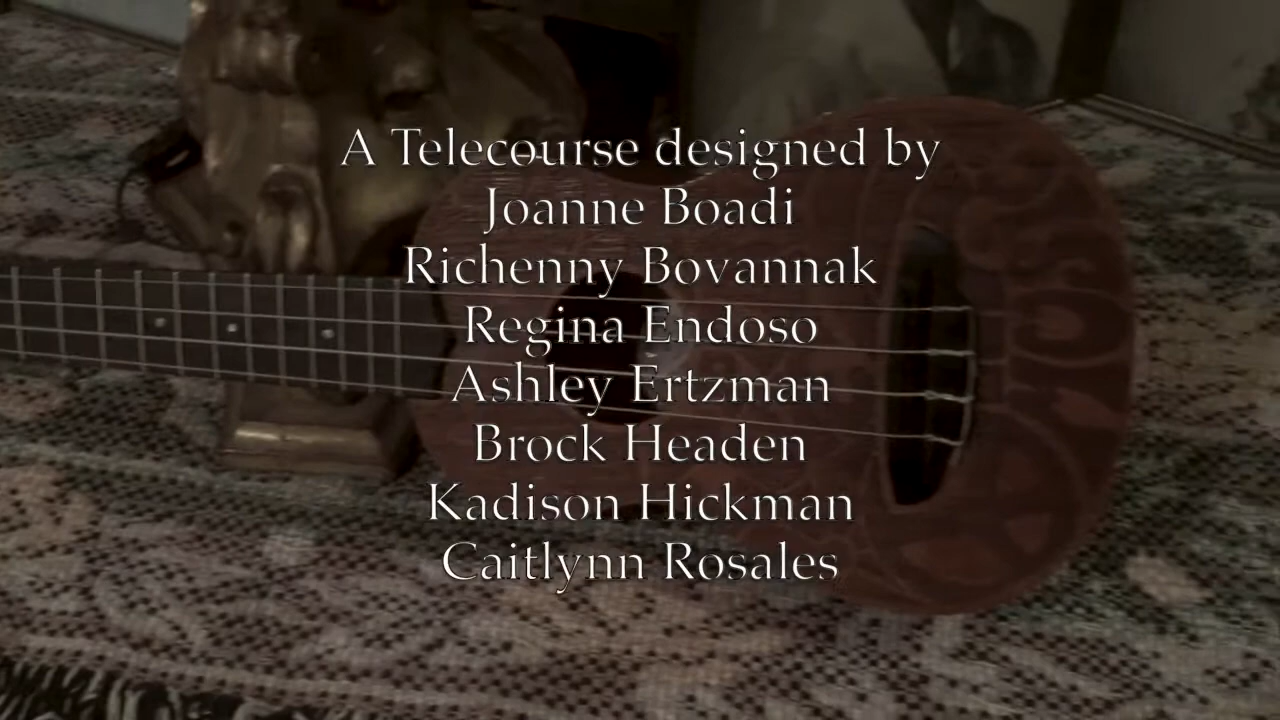 A Telecourse designed by
Joanne Boadi
Richenny Bovannak
Regina Endoso
Ashley Ertzman
Brock Headen
Kadison Hickman
Caitlynn Rosales